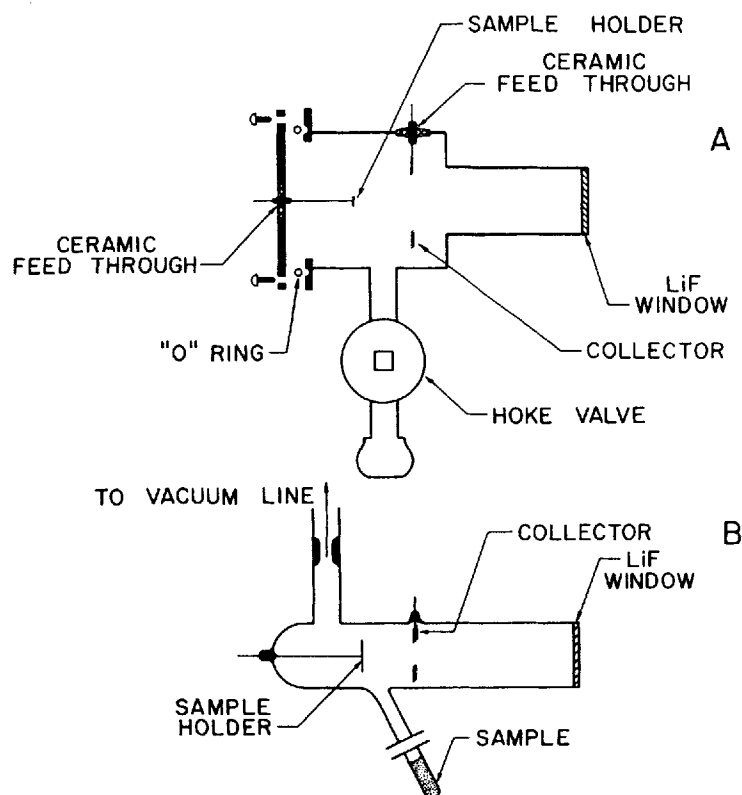 SAMPLE HOLDER
CERAMIC
FEED THROUGH
A
CERAMIC
FEED THROUGH
LiF
WINDOW
"O" RING
COLLECTOR
HOKE VALVE
TO VACUUM LINE
COLLECTOR
B
LiF
WINDOW
SAMPLE
HOLDER
SAMPLE